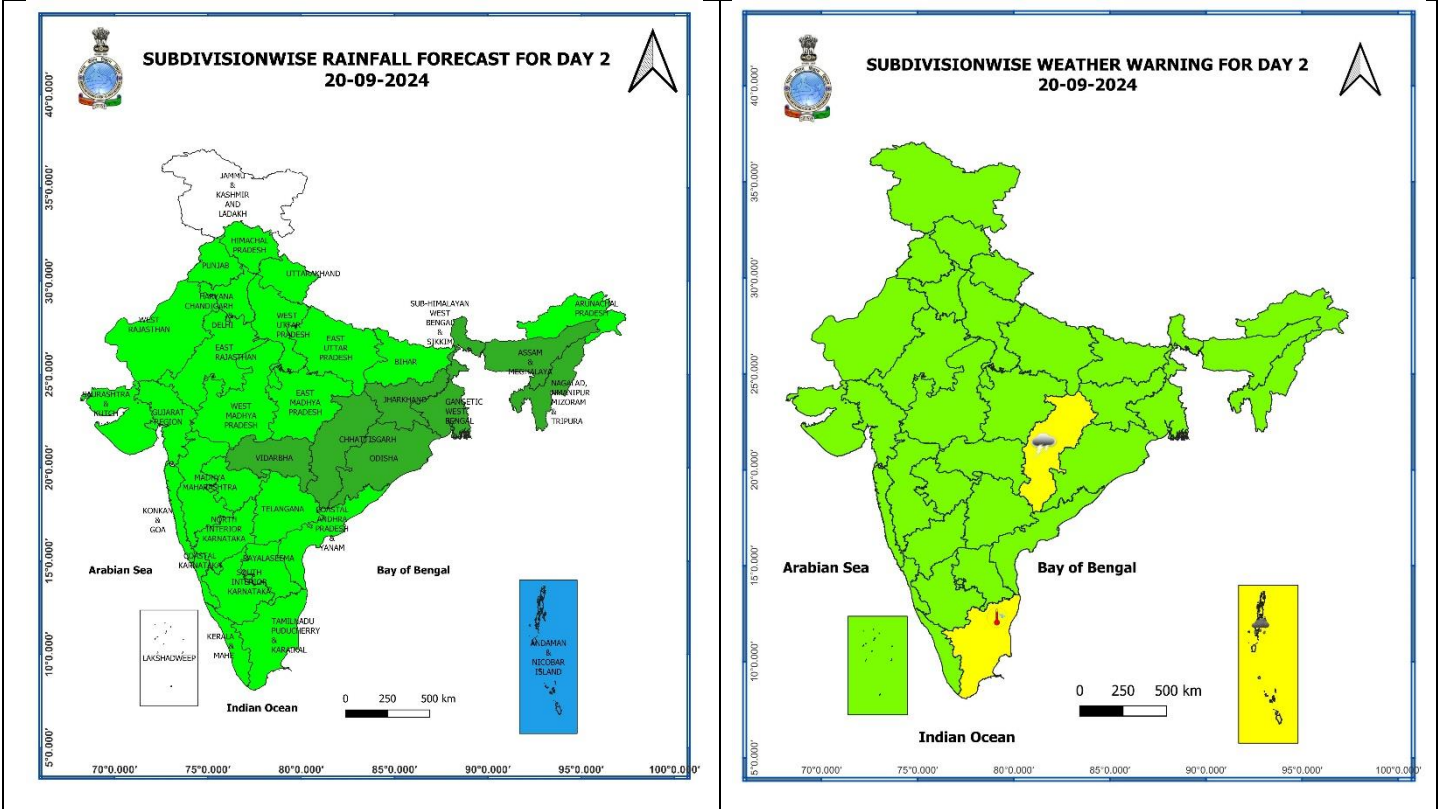 SUBDIVISIONWISE RAINFALL FORECAST FOR DAY 2
20-09-2024
40°0.000'
35°0.000'
30°0.000'
25°0.000'
20°0.000'
15°0.000'
10°0.000'
5°0.000'
JAMMU
&
KASHMIR
AND
LADAKH
HIMACHAL
PRADESH
PUNJAB
UTTARAKHAND
HARYANA
CHANDIGARH
&
DELHI
WEST
RAJASTHAN
WEST
UTTAR
PRADESH
SUB-HIMALAYAN
WEST
BENGAL
&
SIKKIM
ARUNACHAL
PRADESH
EAST
RAJASTHAN
EAST
UTTAR
PRADESH
BIHAR
ASSAM
&
MEGHALAYA
NAGALAD,
MANIPUR
MIZORAM
&
TRIPURA
SAURASHTRA
&
KUTCH
GUJARAT
REGION
WEST
MADHYA
PRADESH
EAST
MADHYA
PRADESH
JHARKHAND
GANGETIC
WEST
BENGAL
CHHATTISGARH
VIDARBHA
ODISHA
MADHYA
MAHARASHTRA
KONKAN
&
GOA
NORTH
INTERIOR
KARNATAKA
TELANGANA
COASTAL
ANDHRA
PRADESH
&
YANAM
COASTAL
KARNATAKA
RAYALASEEMA
SOUTH
INTERIOR
KARNATAKA
Arabian Sea
Bay of Bengal
LAKSHADWEEP
KERALA
&
MAHE
TAMILNADU
PUDUCHERRY
&
KARAIKAL
ANDAMAN
&
NICOBAR
ISLAND
0 250 500 km
Indian Ocean
70°0.000' 75°0.000' 80°0.000' 85°0.000' 90°0.000' 95°0.000' 100°0.000'
SUBDIVISIONWISE WEATHER WARNING FOR DAY 2
20-09-2024
40°0.000'
35°0.000'
30°0.000'
25°0.000'
20°0.000'
15°0.000'
10°0.000'
5°0.000'
Arabian Sea
Bay of Bengal
0 250 500 km
Indian Ocean
70°0.000' 75°0.000' 80°0.000' 85°0.000' 90°0.000' 95°0.000' 100°0.000'